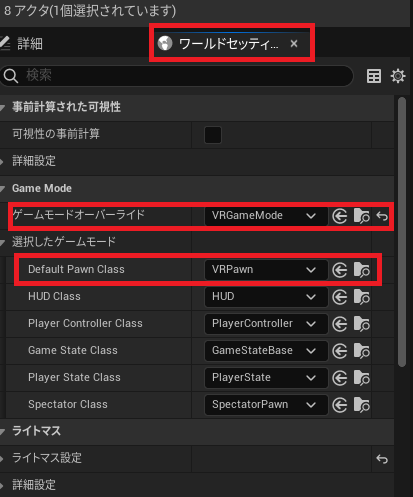 8 アクタ(1個選択されています)
詳細
ワールドセッティ...
検索
事前計算された可視性
可視性の事前計算
詳細設定
Game Mode
ゲームモードオーバーライド VRGameMode
選択したゲームモード
Default Pawn Class VRPawn
HUD Class HUD
Player Controller Class PlayerController
Game State Class GameStateBase
Player State Class PlayerState
Spectator Class SpectatorPawn
ライトマス
ライトマス設定
詳細設定